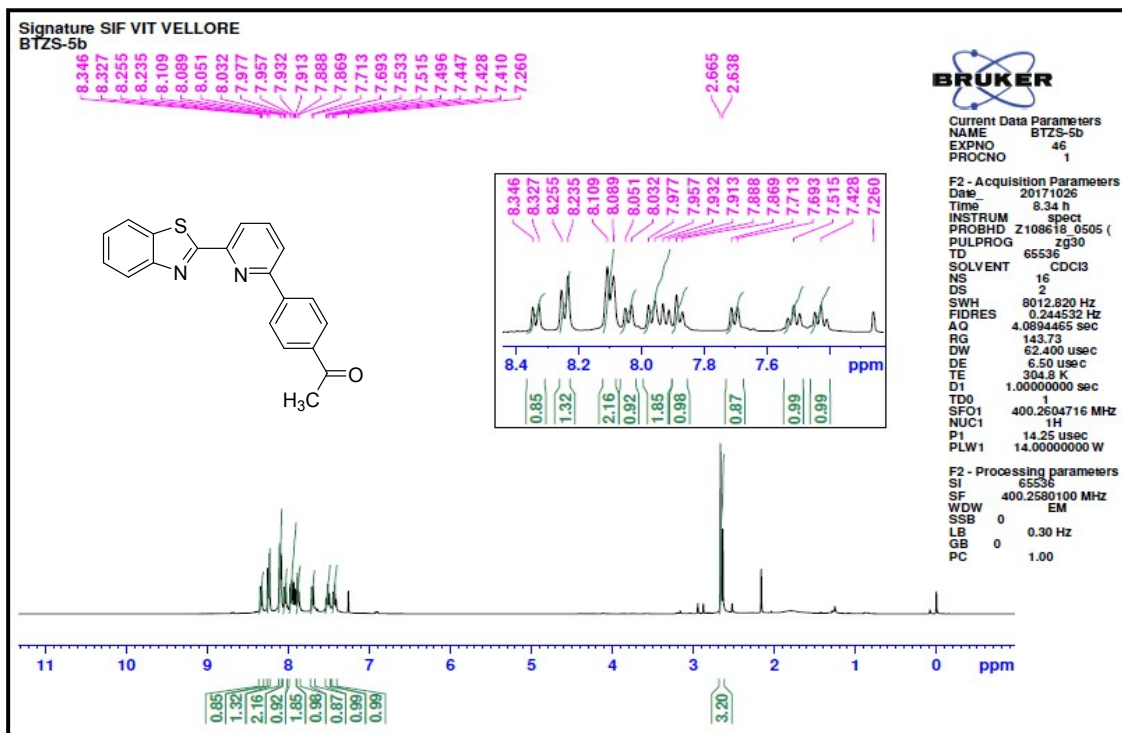 Signature SIF VIT VELLORE
BTZS-5b
8.346
8.327
8.255
8.235
8.109
8.089
8.051
8.032
7.977
7.957
7.932
7.913
7.888
7.869
7.713
7.693
7.533
7.515
7.496
7.447
7.428
7.410
7.260
2.665
2.638
BRUKER
Current Data Parameters
NAME BTZS-5b
EXPNO 46
PROCNO 1
F2 - Acquisition Parameters
Date_ 20171026
Time 8.34 h
INSTRUM spect
PROBHD Z108618_0505 (
PULPROG zg30
TD 65536
SOLVENT CDCl3
NS 16
DS 2
SWH 8012.820 Hz
FIDRES 0.244532 Hz
AQ 4.0894465 sec
RG 143.73
DW 62.400 usec
DE 6.50 usec
TE 304.8 K
D1 1.00000000 sec
TD0 1
SFO1 400.2604716 MHz
NUC1 1H
P1 14.25 usec
PLW1 14.00000000 W
F2 - Processing parameters
SI 65536
SF 400.2580100 MHz
WDW EM
SSB 0
LB 0.30 Hz
GB 0
PC 1.00
S
N
N
O
CH3
8.346
8.327
8.255
8.235
8.109
8.089
8.051
8.032
7.977
7.957
7.932
7.913
7.888
7.869
7.713
7.693
7.515
7.428
7.260
8.4 8.2 8.0 7.8 7.6 ppm
0.85
1.32
2.16
0.92
1.85
0.98
0.87
0.99
0.99
11 10 9 8 7 6 5 4 3 2 1 0 ppm
0.85
1.32
2.16
0.92
1.85
0.98
0.87
0.99
0.99
3.20